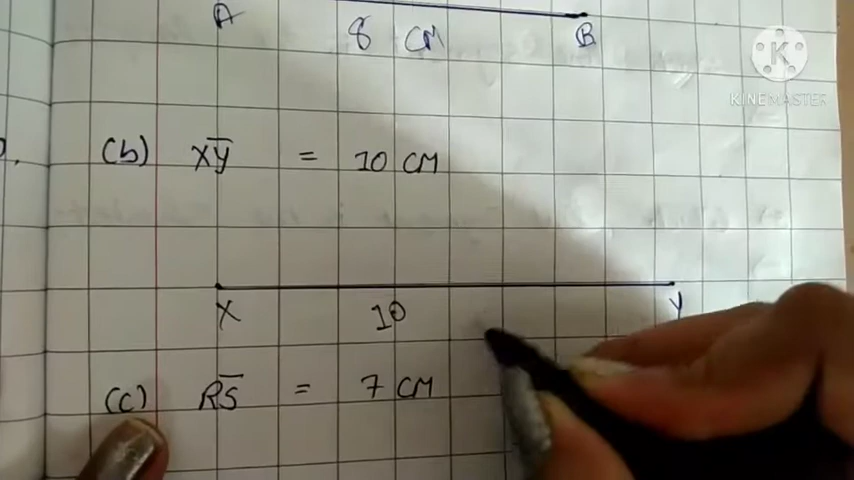 A 8 CM B
KINEMASTER
(b) XY = 10 CM
X 10 Y
(c) RS = 7 CM